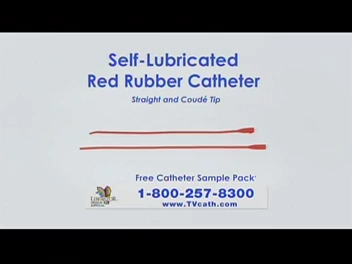 Self-Lubricated
Red Rubber Catheter
Straight and Coudé Tip
Free Catheter Sample Pack*
1-800-257-8300
www.TVcath.com